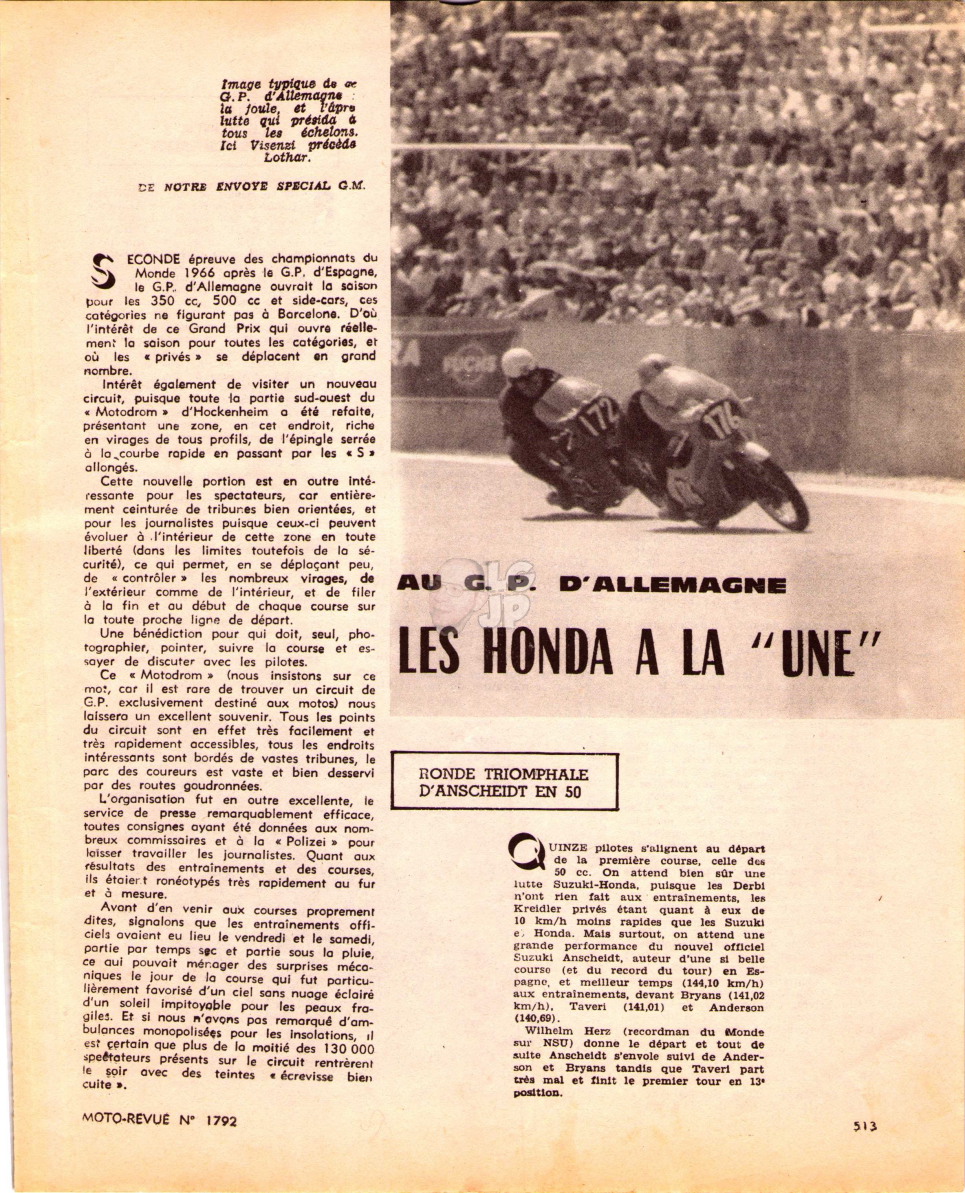 Image typique de ce
G.P. d'Allemagne :
la foule, et l'âpre
lutte qui présida à
tous les échelons.
Ici Visenzi précède
Lothar.
DE NOTRE ENVOYE SPECIAL G.M.
SECONDE épreuve des championnats du
Monde 1966 après le G.P. d'Espagne,
le G.P. d'Allemagne ouvrait la saison
pour les 350 cc, 500 cc et side-cars, ces
catégories ne figurant pas à Barcelone. D'où
l'intérêt de ce Grand Prix qui ouvre réelle-
ment la saison pour toutes les catégories, et
où les « privés » se déplacent en grand
nombre.
Intérêt également de visiter un nouveau
circuit, puisque toute la partie sud-ouest du
« Motodrom » d'Hockenheim a été refaite,
présentant une zone, en cet endroit, riche
en virages de tous profils, de l'épingle serrée
à la courbe rapide en passant par les « S »
allongés.
Cette nouvelle portion est en outre inté-
ressante pour les spectateurs, car entière-
ment ceinturée de tribunes bien orientées, et
pour les journalistes puisque ceux-ci peuvent
évoluer à l'intérieur de cette zone en toute
liberté (dans les limites toutefois de la sé-
curité), ce qui permet, en se déplaçant peu,
de « contrôler » les nombreux virages, de
l'extérieur comme de l'intérieur, et de filer
à la fin et au début de chaque course sur
la toute proche ligne de départ.
Une bénédiction pour qui doit, seul, pho-
tographier, pointer, suivre la course et es-
sayer de discuter avec les pilotes.
Ce « Motodrom » (nous insistons sur ce
mot, car il est rare de trouver un circuit de
G.P. exclusivement destiné aux motos) nous
laissera un excellent souvenir. Tous les points
du circuit sont en effet très facilement et
très rapidement accessibles, tous les endroits
intéressants sont bordés de vastes tribunes, le
parc des coureurs est vaste et bien desservi
par des routes goudronnées.
L'organisation fut en outre excellente, le
service de presse remarquablement efficace,
toutes consignes ayant été données aux nom-
breux commissaires et à la « Polizei » pour
laisser travailler les journalistes. Quant aux
résultats des entraînements et des courses,
ils étaient ronéotypés très rapidement au fur
et à mesure.
Avant d'en venir aux courses proprement
dites, signalons que les entraînements offi-
ciels avaient eu lieu le vendredi et le samedi,
partie par temps sec et partie sous la pluie,
ce qui pouvait ménager des surprises méca-
niques le jour de la course qui fut particu-
lièrement favorisé d'un ciel sans nuage éclairé
d'un soleil impitoyable pour les peaux fra-
giles. Et si nous n'avons pas remarqué d'am-
bulances monopolisées pour les insolations, il
est certain que plus de la moitié des 130 000
spectateurs présents sur le circuit rentrèrent
le soir avec des teintes « écrevisse bien
cuite ».
172
176
LG
JP
AU G. P. D'ALLEMAGNE
LES HONDA A LA "UNE"
RONDE TRIOMPHALE
D'ANSCHEIDT EN 50
QUINZE pilotes s'alignent au départ
de la première course, celle des
50 cc. On attend bien sûr une
lutte Suzuki-Honda, puisque les Derbi
n'ont rien fait aux entraînements, les
Kreidler privés étant quant à eux de
10 km/h moins rapides que les Suzuki
e. Honda. Mais surtout, on attend une
grande performance du nouvel officiel
Suzuki Anscheidt, auteur d'une si belle
course (et du record du tour) en Es-
pagne, et meilleur temps (144,10 km/h)
aux entraînements, devant Bryans (141,02
km/h), Taveri (141,01) et Anderson
(140,69).
Wilhelm Herz (recordman du Monde
sur NSU) donne le départ et tout de
suite Anscheidt s'envole suivi de Ander-
son et Bryans tandis que Taveri part
très mal et finit le premier tour en 13e
position.
MOTO-REVUE N° 1792
513